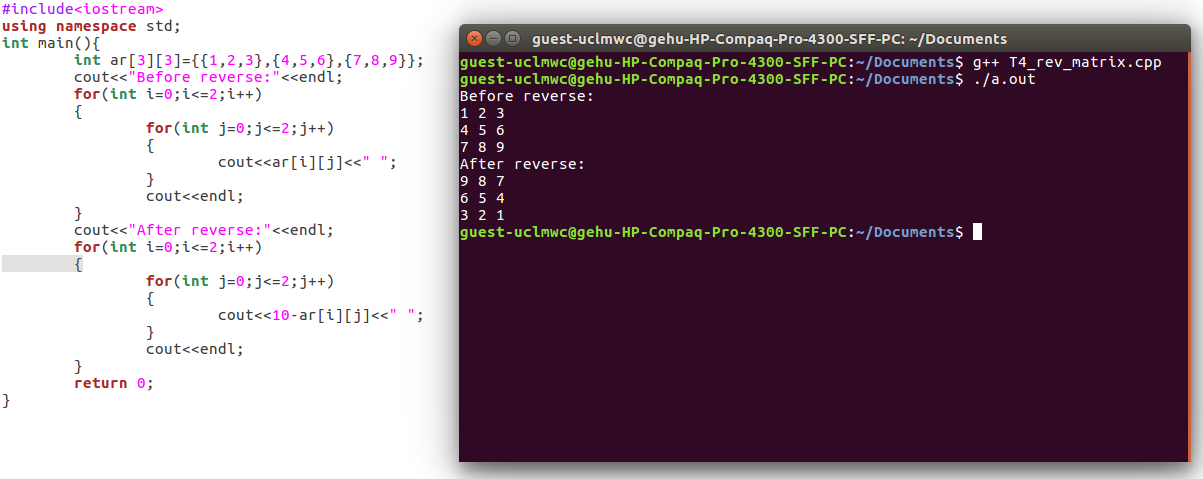 #include<iostream>
using namespace std;
int main(){
        int ar[3][3]={{1,2,3},{4,5,6},{7,8,9}};
        cout<<"Before reverse:"<<endl;
        for(int i=0;i<=2;i++)
        {
                for(int j=0;j<=2;j++)
                {
                        cout<<ar[i][j]<<" ";
                }
                cout<<endl;
        }
        cout<<"After reverse:"<<endl;
        for(int i=0;i<=2;i++)
        {
                for(int j=0;j<=2;j++)
                {
                        cout<<10-ar[i][j]<<" ";
                }
                cout<<endl;
        }
        return 0;
}
guest-uclmwc@gehu-HP-Compaq-Pro-4300-SFF-PC: ~/Documents
guest-uclmwc@gehu-HP-Compaq-Pro-4300-SFF-PC:~/Documents$ g++ T4_rev_matrix.cpp
guest-uclmwc@gehu-HP-Compaq-Pro-4300-SFF-PC:~/Documents$ ./a.out
Before reverse:
1 2 3
4 5 6
7 8 9
After reverse:
9 8 7
6 5 4
3 2 1
guest-uclmwc@gehu-HP-Compaq-Pro-4300-SFF-PC:~/Documents$